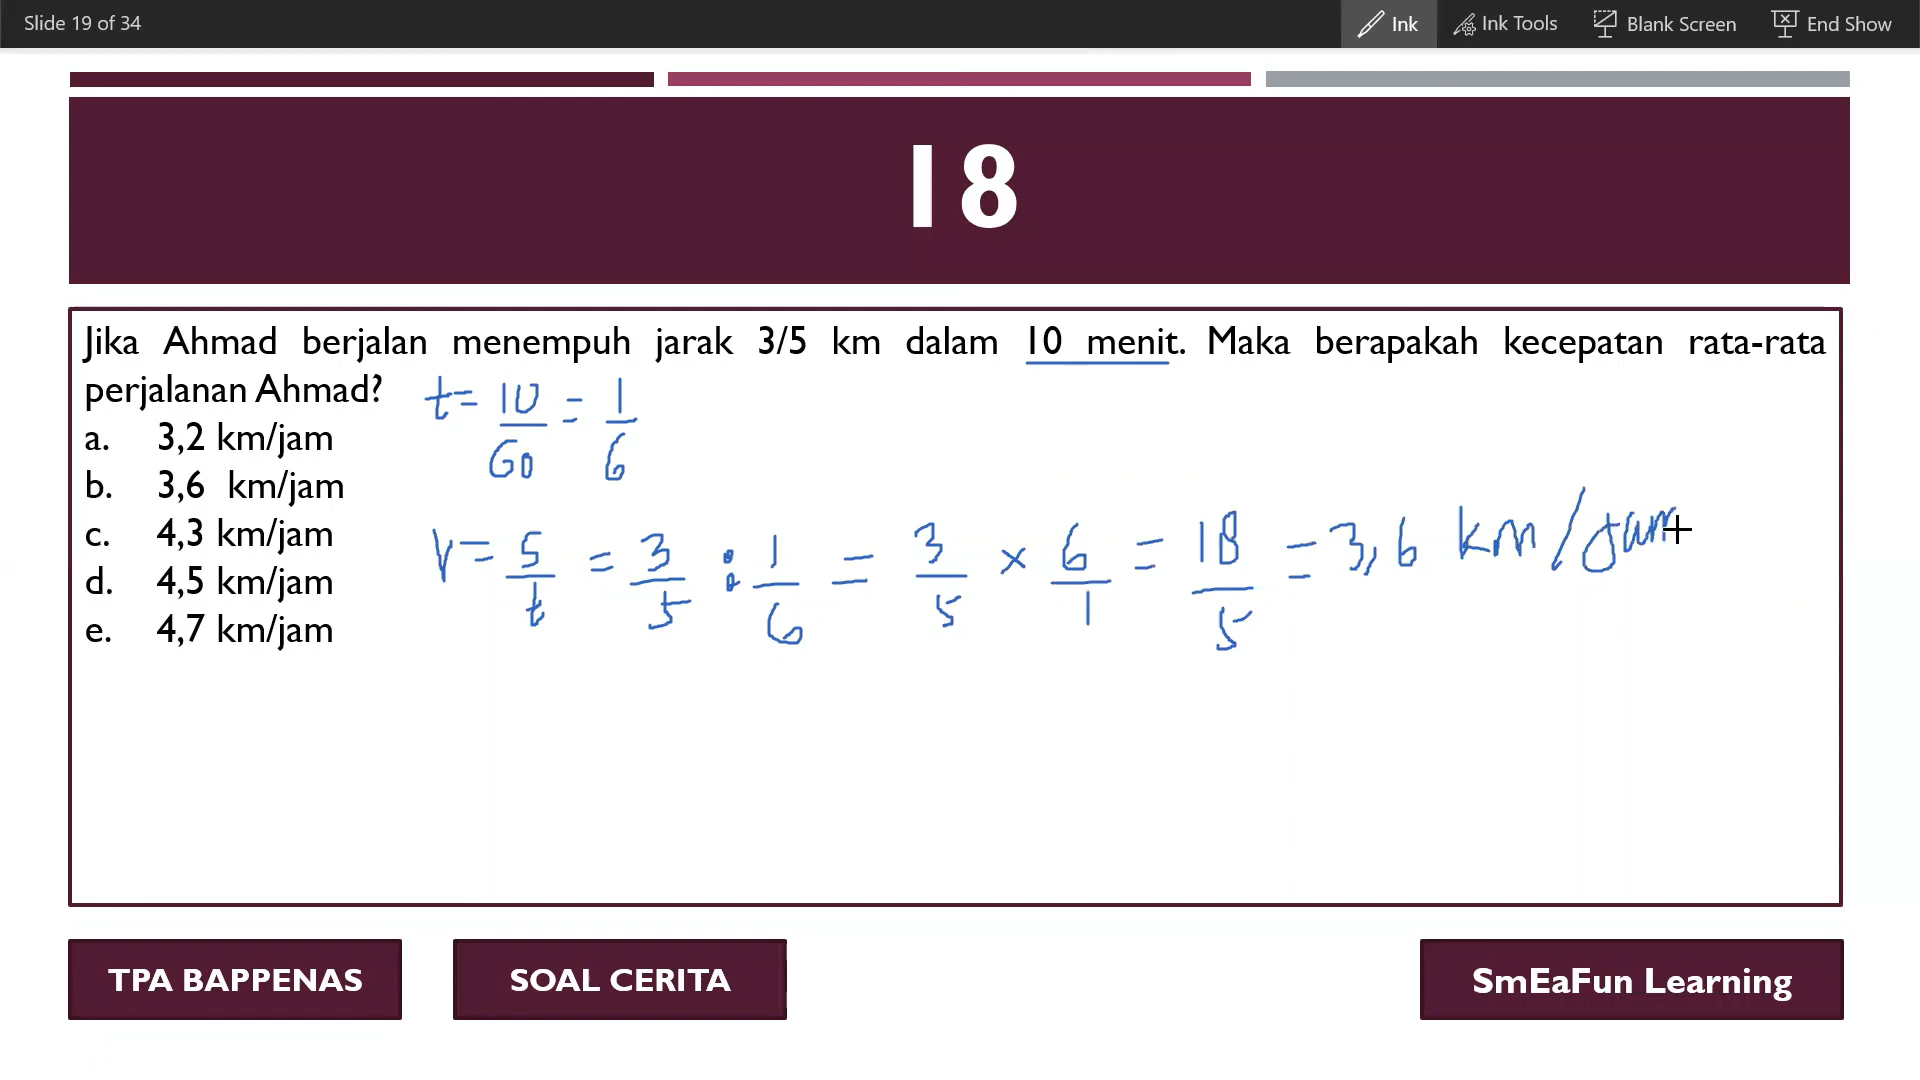 Slide 19 of 34
Ink
Ink Tools
Blank Screen
End Show
18
Jika Ahmad berjalan menempuh jarak 3/5 km dalam 10 menit. Maka berapakah kecepatan rata-rata
perjalanan Ahmad?
t = 10/60 = 1/6
a. 3,2 km/jam
b. 3,6 km/jam
c. 4,3 km/jam
d. 4,5 km/jam
e. 4,7 km/jam
V = s/t = 3/5 : 1/6 = 3/5 × 6/1 = 18/5 = 3,6 km/jam
TPA BAPPENAS
SOAL CERITA
SmEaFun Learning